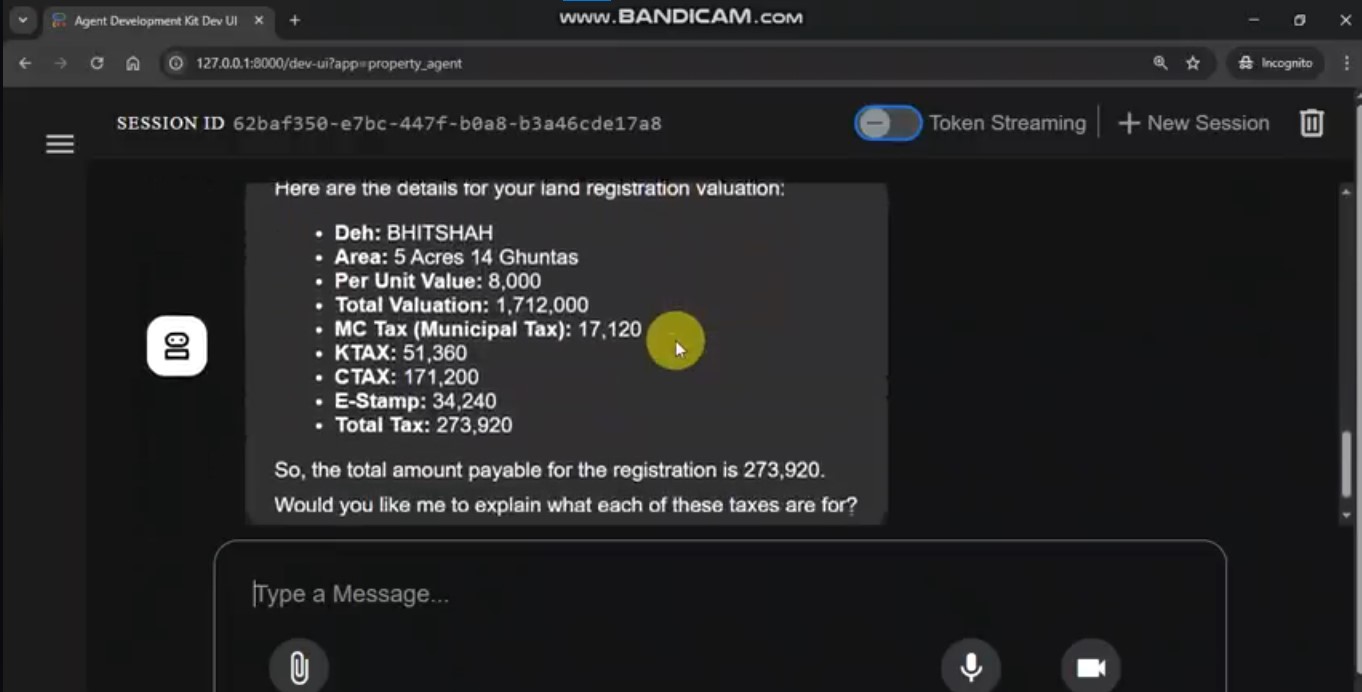 Agent Development Kit Dev UI
www.BANDICAM.com
127.0.0.1:8000/dev-ui?app=property_agent
Incognito
SESSION ID 62baf350-e7bc-447f-b0a8-b3a46cde17a8
Token Streaming
New Session
Here are the details for your land registration valuation:
• Deh: BHITSHAH
• Area: 5 Acres 14 Ghuntas
• Per Unit Value: 8,000
• Total Valuation: 1,712,000
• MC Tax (Municipal Tax): 17,120
• KTAX: 51,360
• CTAX: 171,200
• E-Stamp: 34,240
• Total Tax: 273,920
So, the total amount payable for the registration is 273,920.
Would you like me to explain what each of these taxes are for?
Type a Message...